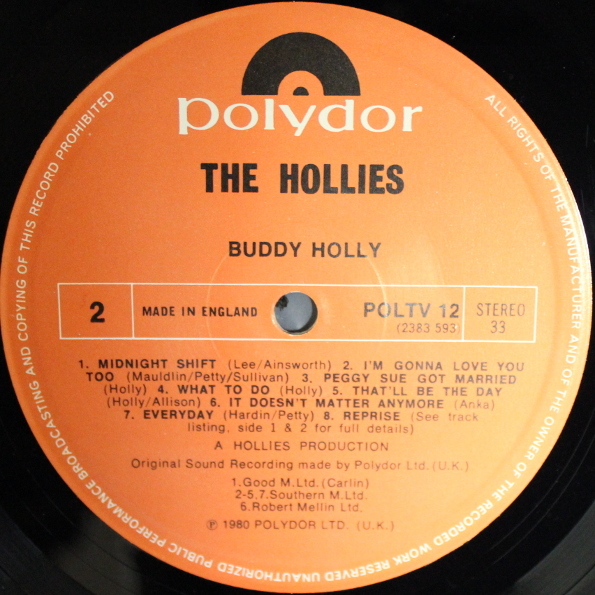 polydor
THE HOLLIES
BUDDY HOLLY
2
MADE IN ENGLAND
POLTV 12
(2383 593)
STEREO
33
1. MIDNIGHT SHIFT (Lee/Ainsworth) 2. I'M GONNA LOVE YOU
TOO (Mauldin/Petty/Sullivan) 3. PEGGY SUE GOT MARRIED
(Holly) 4. WHAT TO DO (Holly) 5. THAT'LL BE THE DAY
(Holly/Allison) 6. IT DOESN'T MATTER ANYMORE (Anka)
7. EVERYDAY (Hardin/Petty) 8. REPRISE (See track
listing, side 1 & 2 for full details)
A HOLLIES PRODUCTION
Original Sound Recording made by Polydor Ltd. (U.K.)
1.Good M.Ltd.(Carlin)
2-5,7.Southern M.Ltd.
6.Robert Mellin Ltd.
℗ 1980 POLYDOR LTD. (U.K.)
ALL RIGHTS OF THE MANUFACTURER AND OF THE OWNER OF THE RECORDED WORK RESERVED UNAUTHORIZED PUBLIC PERFORMANCE BROADCASTING AND COPYING OF THIS RECORD PROHIBITED